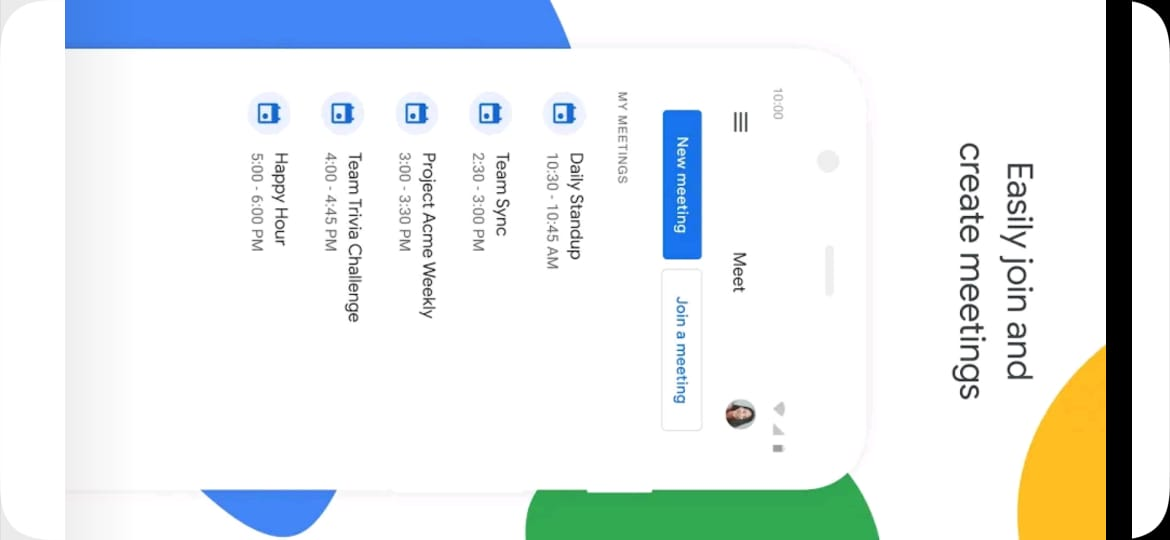 Easily join and
create meetings
10:00
Meet
New meeting
Join a meeting
MY MEETINGS
Daily Standup
10:30 - 10:45 AM
Team Sync
2:30 - 3:00 PM
Project Acme Weekly
3:00 - 3:30 PM
Team Trivia Challenge
4:00 - 4:45 PM
Happy Hour
5:00 - 6:00 PM